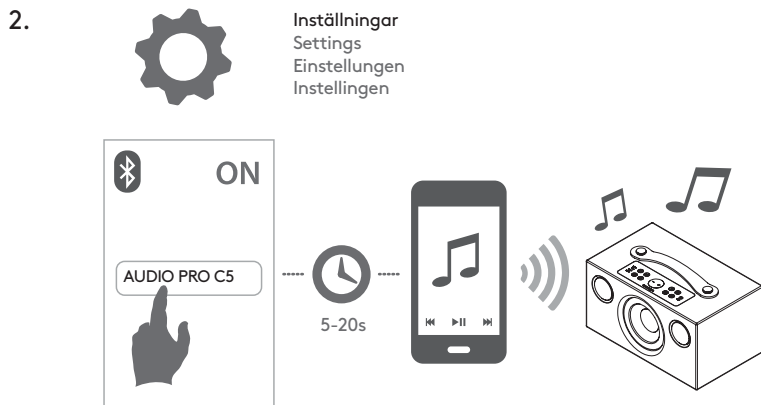 2.
Inställningar
Settings
Einstellungen
Instellingen
ON
AUDIO PRO C5
5-20s